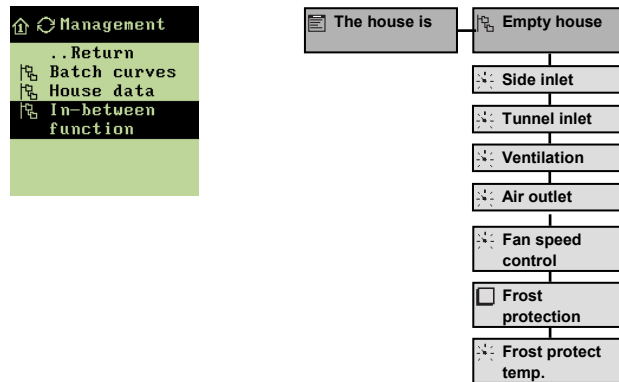 Management
..Return
Batch curves
House data
In-between
function
The house is
Empty house
Side inlet
Tunnel inlet
Ventilation
Air outlet
Fan speed
control
Frost
protection
Frost protect
temp.